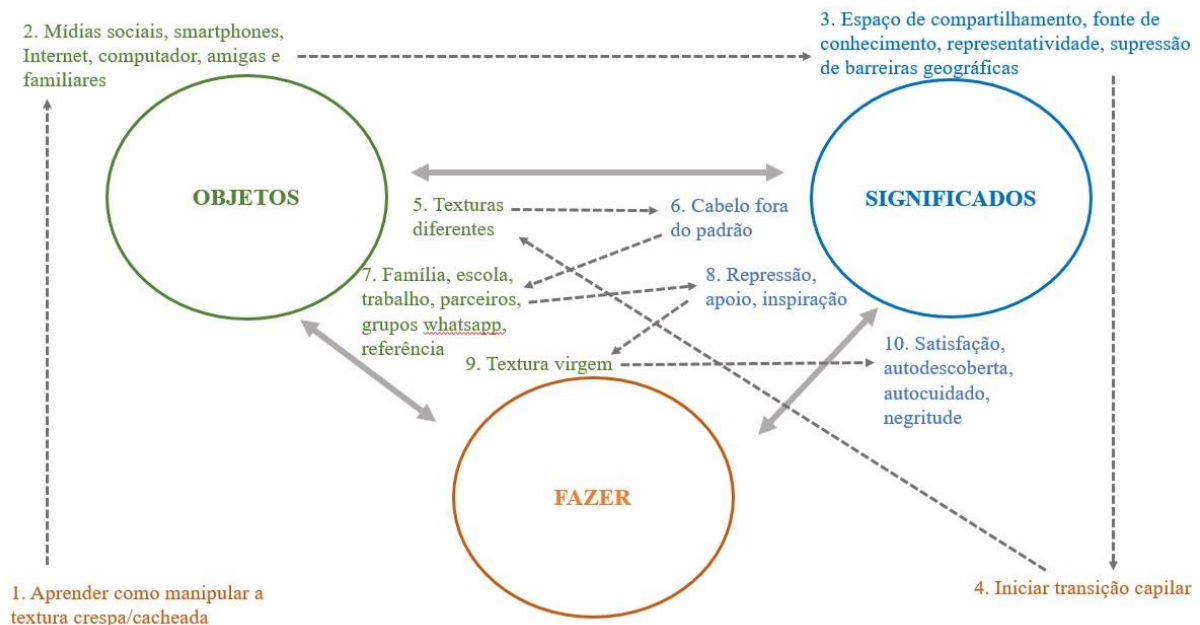 2. Mídias sociais, smartphones,
Internet, computador, amigas e
familiares
3. Espaço de compartilhamento, fonte de
conhecimento, representatividade, supressão
de barreiras geográficas
OBJETOS
SIGNIFICADOS
5. Texturas
diferentes
6. Cabelo fora
do padrão
7. Família, escola,
trabalho, parceiros,
grupos whatsapp,
referência
8. Repressão,
apoio, inspiração
9. Textura virgem
10. Satisfação,
autodescoberta,
autocuidado,
negritude
FAZER
1. Aprender como manipular a
textura crespa/cacheada
4. Iniciar transição capilar